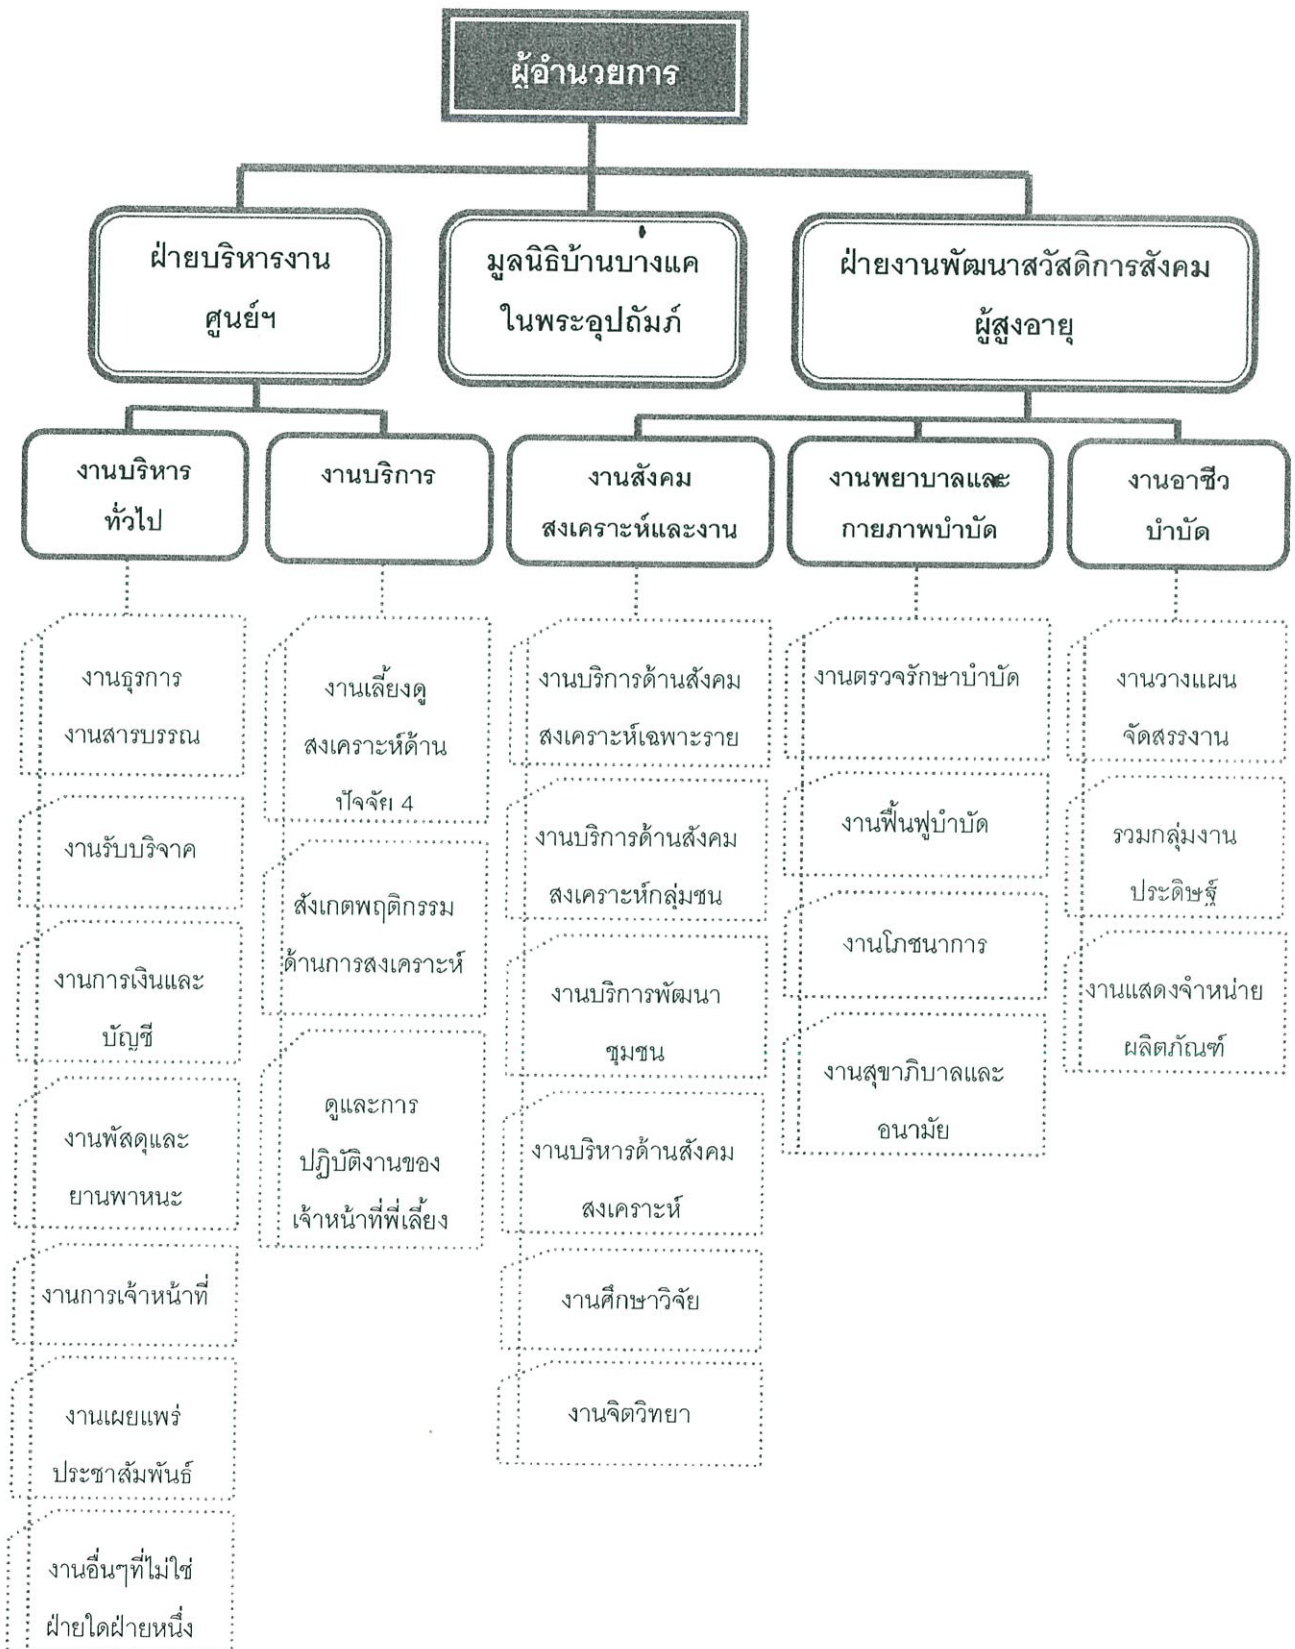 ผู้อำนวยการ
ฝ่ายบริหารงาน
ศูนย์ฯ
มูลนิธิบ้านบางแค
ในพระอุปถัมภ์
ฝ่ายงานพัฒนาสวัสดิการสังคม
ผู้สูงอายุ
งานบริหาร
ทั่วไป
งานบริการ
งานสังคม
สงเคราะห์และงาน
งานพยาบาลและ
กายภาพบำบัด
งานอาชีว
บำบัด
งานธุรการ
งานสารบรรณ
งานรับบริจาค
งานการเงินและ
บัญชี
งานพัสดุและ
ยานพาหนะ
งานการเจ้าหน้าที่
งานเผยแพร่
ประชาสัมพันธ์
งานอื่นๆที่ไม่ใช่
ฝ่ายใดฝ่ายหนึ่ง
งานเลี้ยงดู
สงเคราะห์ด้าน
ปัจจัย 4
สังเกตพฤติกรรม
ด้านการสงเคราะห์
ดูและการ
ปฏิบัติงานของ
เจ้าหน้าที่พี่เลี้ยง
งานบริการด้านสังคม
สงเคราะห์เฉพาะราย
งานบริการด้านสังคม
สงเคราะห์กลุ่มชน
งานบริการพัฒนา
ชุมชน
งานบริหารด้านสังคม
สงเคราะห์
งานศึกษาวิจัย
งานจิตวิทยา
งานตรวจรักษาบำบัด
งานฟื้นฟูบำบัด
งานโภชนาการ
งานสุขาภิบาลและ
อนามัย
งานวางแผน
จัดสรรงาน
รวมกลุ่มงาน
ประดิษฐ์
งานแสดงจำหน่าย
ผลิตภัณฑ์